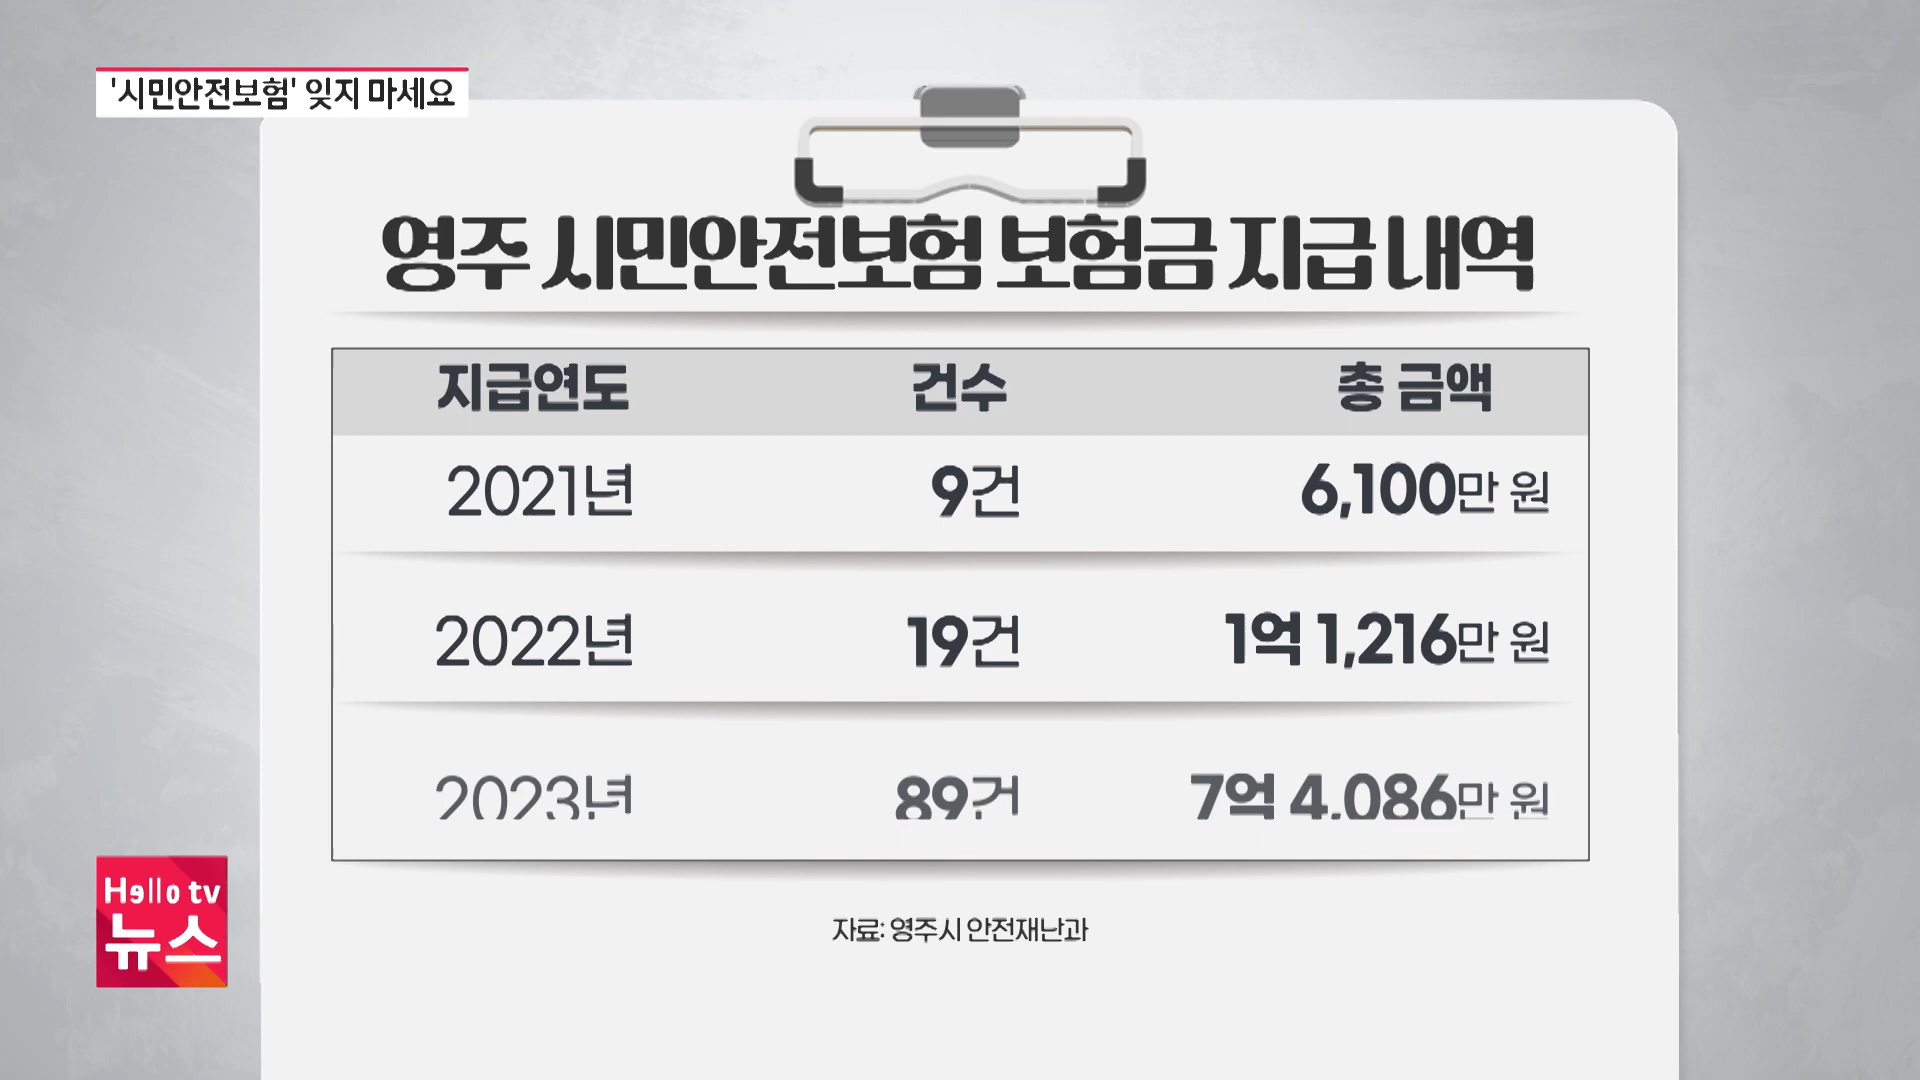 '시민안전보험' 잊지 마세요
영주 시민안전보험 보험금 지급 내역
지급연도 건수 총 금액
2021년 9건 6,100만 원
2022년 19건 1억 1,216만 원
2023년 89건 7억 4,086만 원
자료: 영주시 안전재난과
Hello tv
뉴스